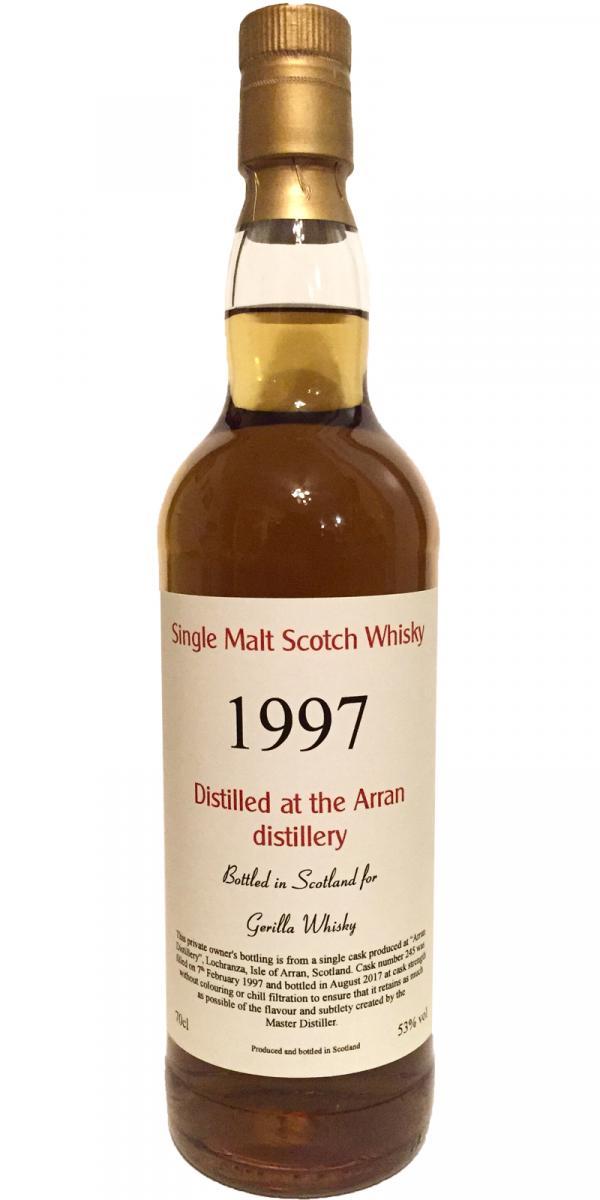 Single Malt Scotch Whisky
1997
Distilled at the Arran
distillery
Bottled in Scotland for
Gerilla Whisky
This private owner's bottling is from a single cask produced at "Arran
Distillery", Lochranza, Isle of Arran, Scotland. Cask number 245 was
filled on 7th February 1997 and bottled in August 2017 at cask strength
without colouring or chill filtration to ensure that it retains as much
as possible of the flavour and subtlety created by the
Master Distiller.
70cl
53% vol
Produced and bottled in Scotland